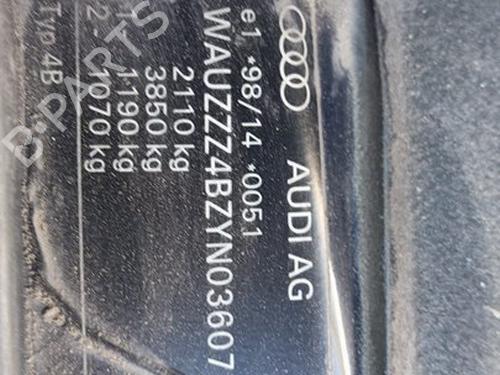 AUDI AG
e1 *98/14 *0051
WAUZZZ4BZYN03607
2110 kg
3850 kg
1190 kg
2- 1070 kg
Typ 4B
B-PARTS